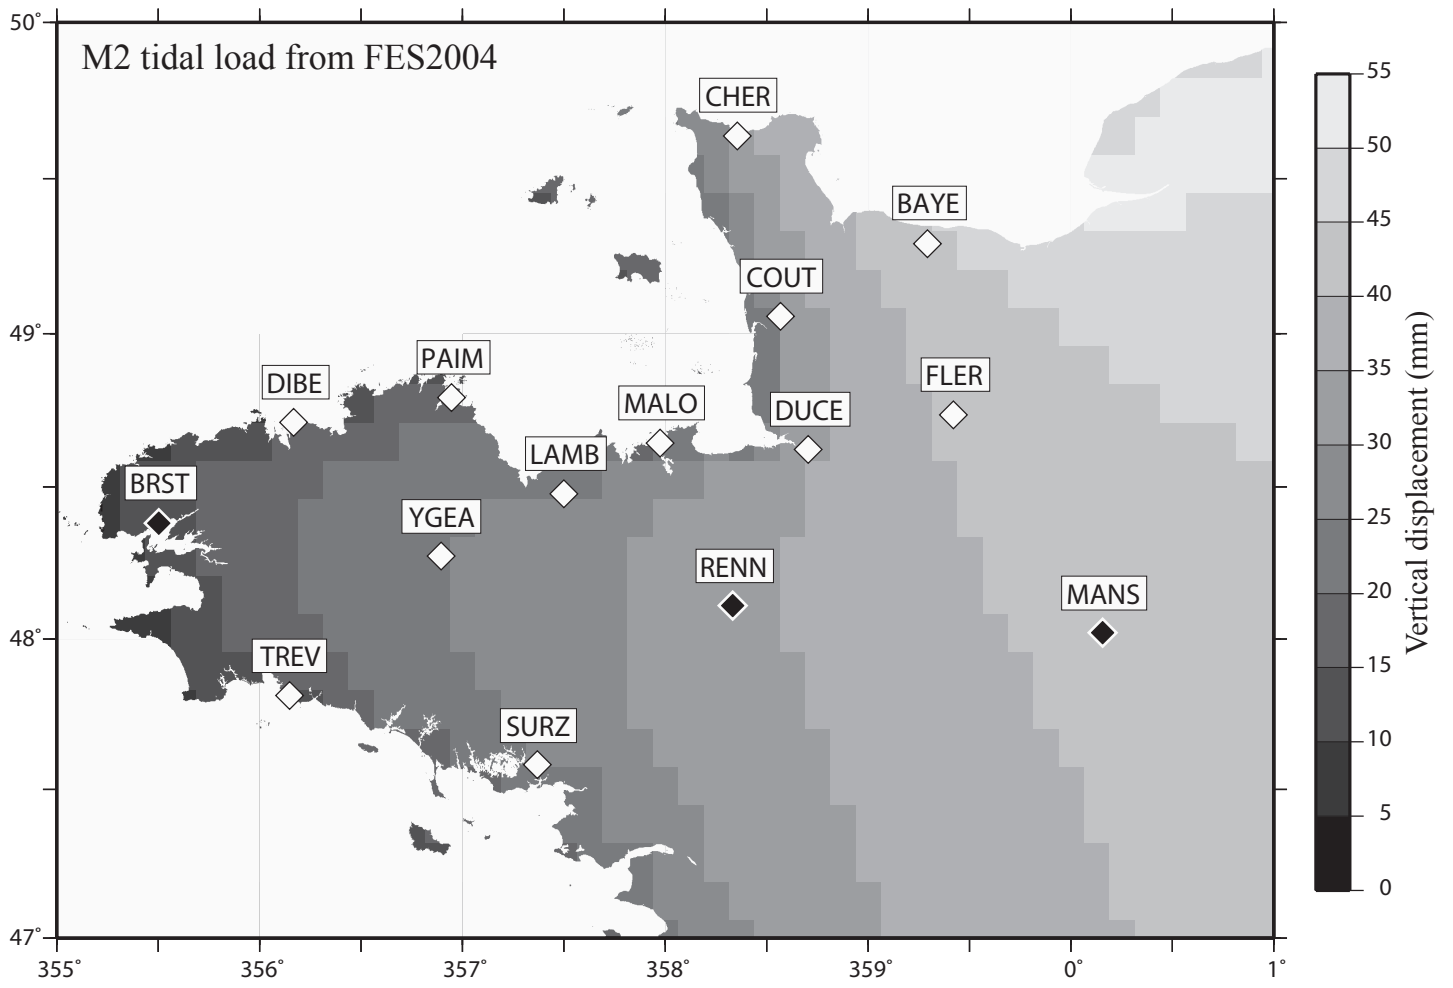 50°
M2 tidal load from FES2004
CHER
BAYE
COUT
49°
PAIM
DIBE
FLER
MALO
DUCE
LAMB
BRST
YGEA
RENN
MANS
48°
TREV
SURZ
47°
355° 356° 357° 358° 359° 0° 1°
55
50
45
40
35
30
25
20
15
10
5
0
Vertical displacement (mm)